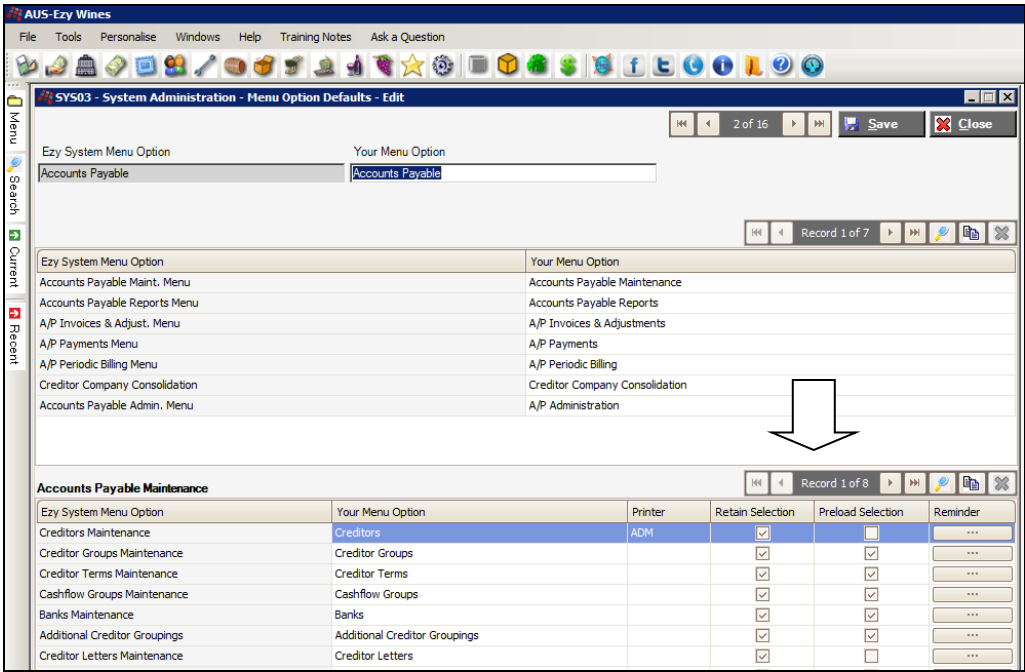 AUS-Ezy Wines
File Tools Personalise Windows Help Training Notes Ask a Question
SYS03 - System Administration - Menu Option Defaults - Edit
2 of 16 Save Close
Menu
Search
Current
Recent
Ezy System Menu Option Your Menu Option
Accounts Payable Accounts Payable
Record 1 of 7
Ezy System Menu Option Your Menu Option
Accounts Payable Maint. Menu Accounts Payable Maintenance
Accounts Payable Reports Menu Accounts Payable Reports
A/P Invoices & Adjust. Menu A/P Invoices & Adjustments
A/P Payments Menu A/P Payments
A/P Periodic Billing Menu A/P Periodic Billing
Creditor Company Consolidation Creditor Company Consolidation
Accounts Payable Admin. Menu A/P Administration
Accounts Payable Maintenance Record 1 of 8
Ezy System Menu Option Your Menu Option Printer Retain Selection Preload Selection Reminder
Creditors Maintenance Creditors ADM ...
Creditor Groups Maintenance Creditor Groups ...
Creditor Terms Maintenance Creditor Terms ...
Cashflow Groups Maintenance Cashflow Groups ...
Banks Maintenance Banks ...
Additional Creditor Groupings Additional Creditor Groupings ...
Creditor Letters Maintenance Creditor Letters ...